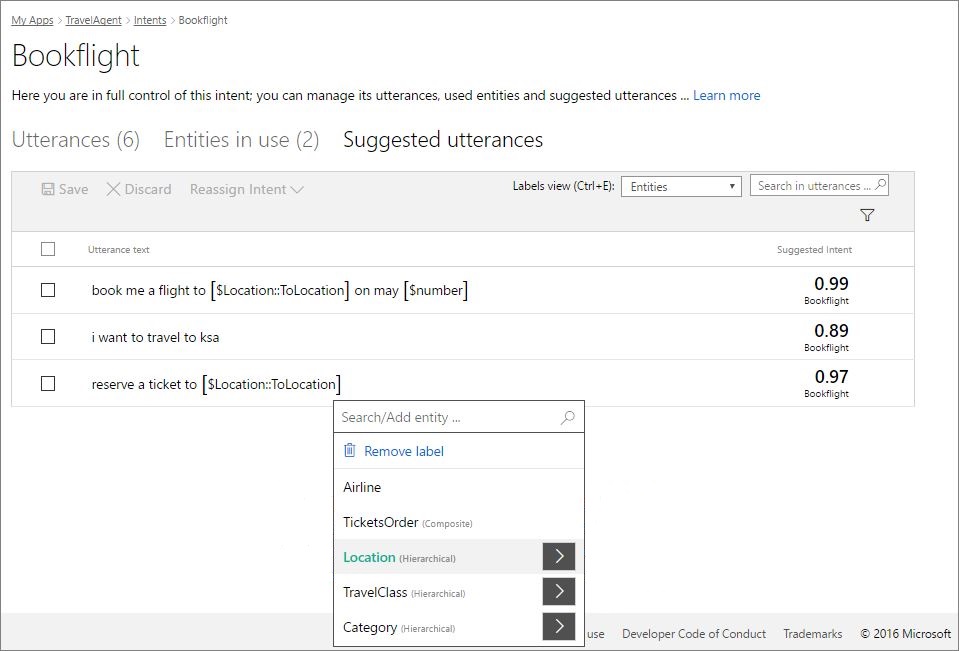 My Apps > TravelAgent > Intents > Bookflight
Bookflight
Here you are in full control of this intent; you can manage its utterances, used entities and suggested utterances ... Learn more
Utterances (6) Entities in use (2) Suggested utterances
Save Discard Reassign Intent Labels view (Ctrl+E): Entities Search in utterances ...
Utterance text Suggested Intent
book me a flight to [$Location::ToLocation] on may [$number] 0.99
Bookflight
i want to travel to ksa 0.89
Bookflight
reserve a ticket to [$Location::ToLocation] 0.97
Bookflight
Search/Add entity ...
Remove label
Airline
TicketsOrder (Composite)
Location (Hierarchical)
TravelClass (Hierarchical)
Category (Hierarchical)
use Developer Code of Conduct Trademarks © 2016 Microsoft